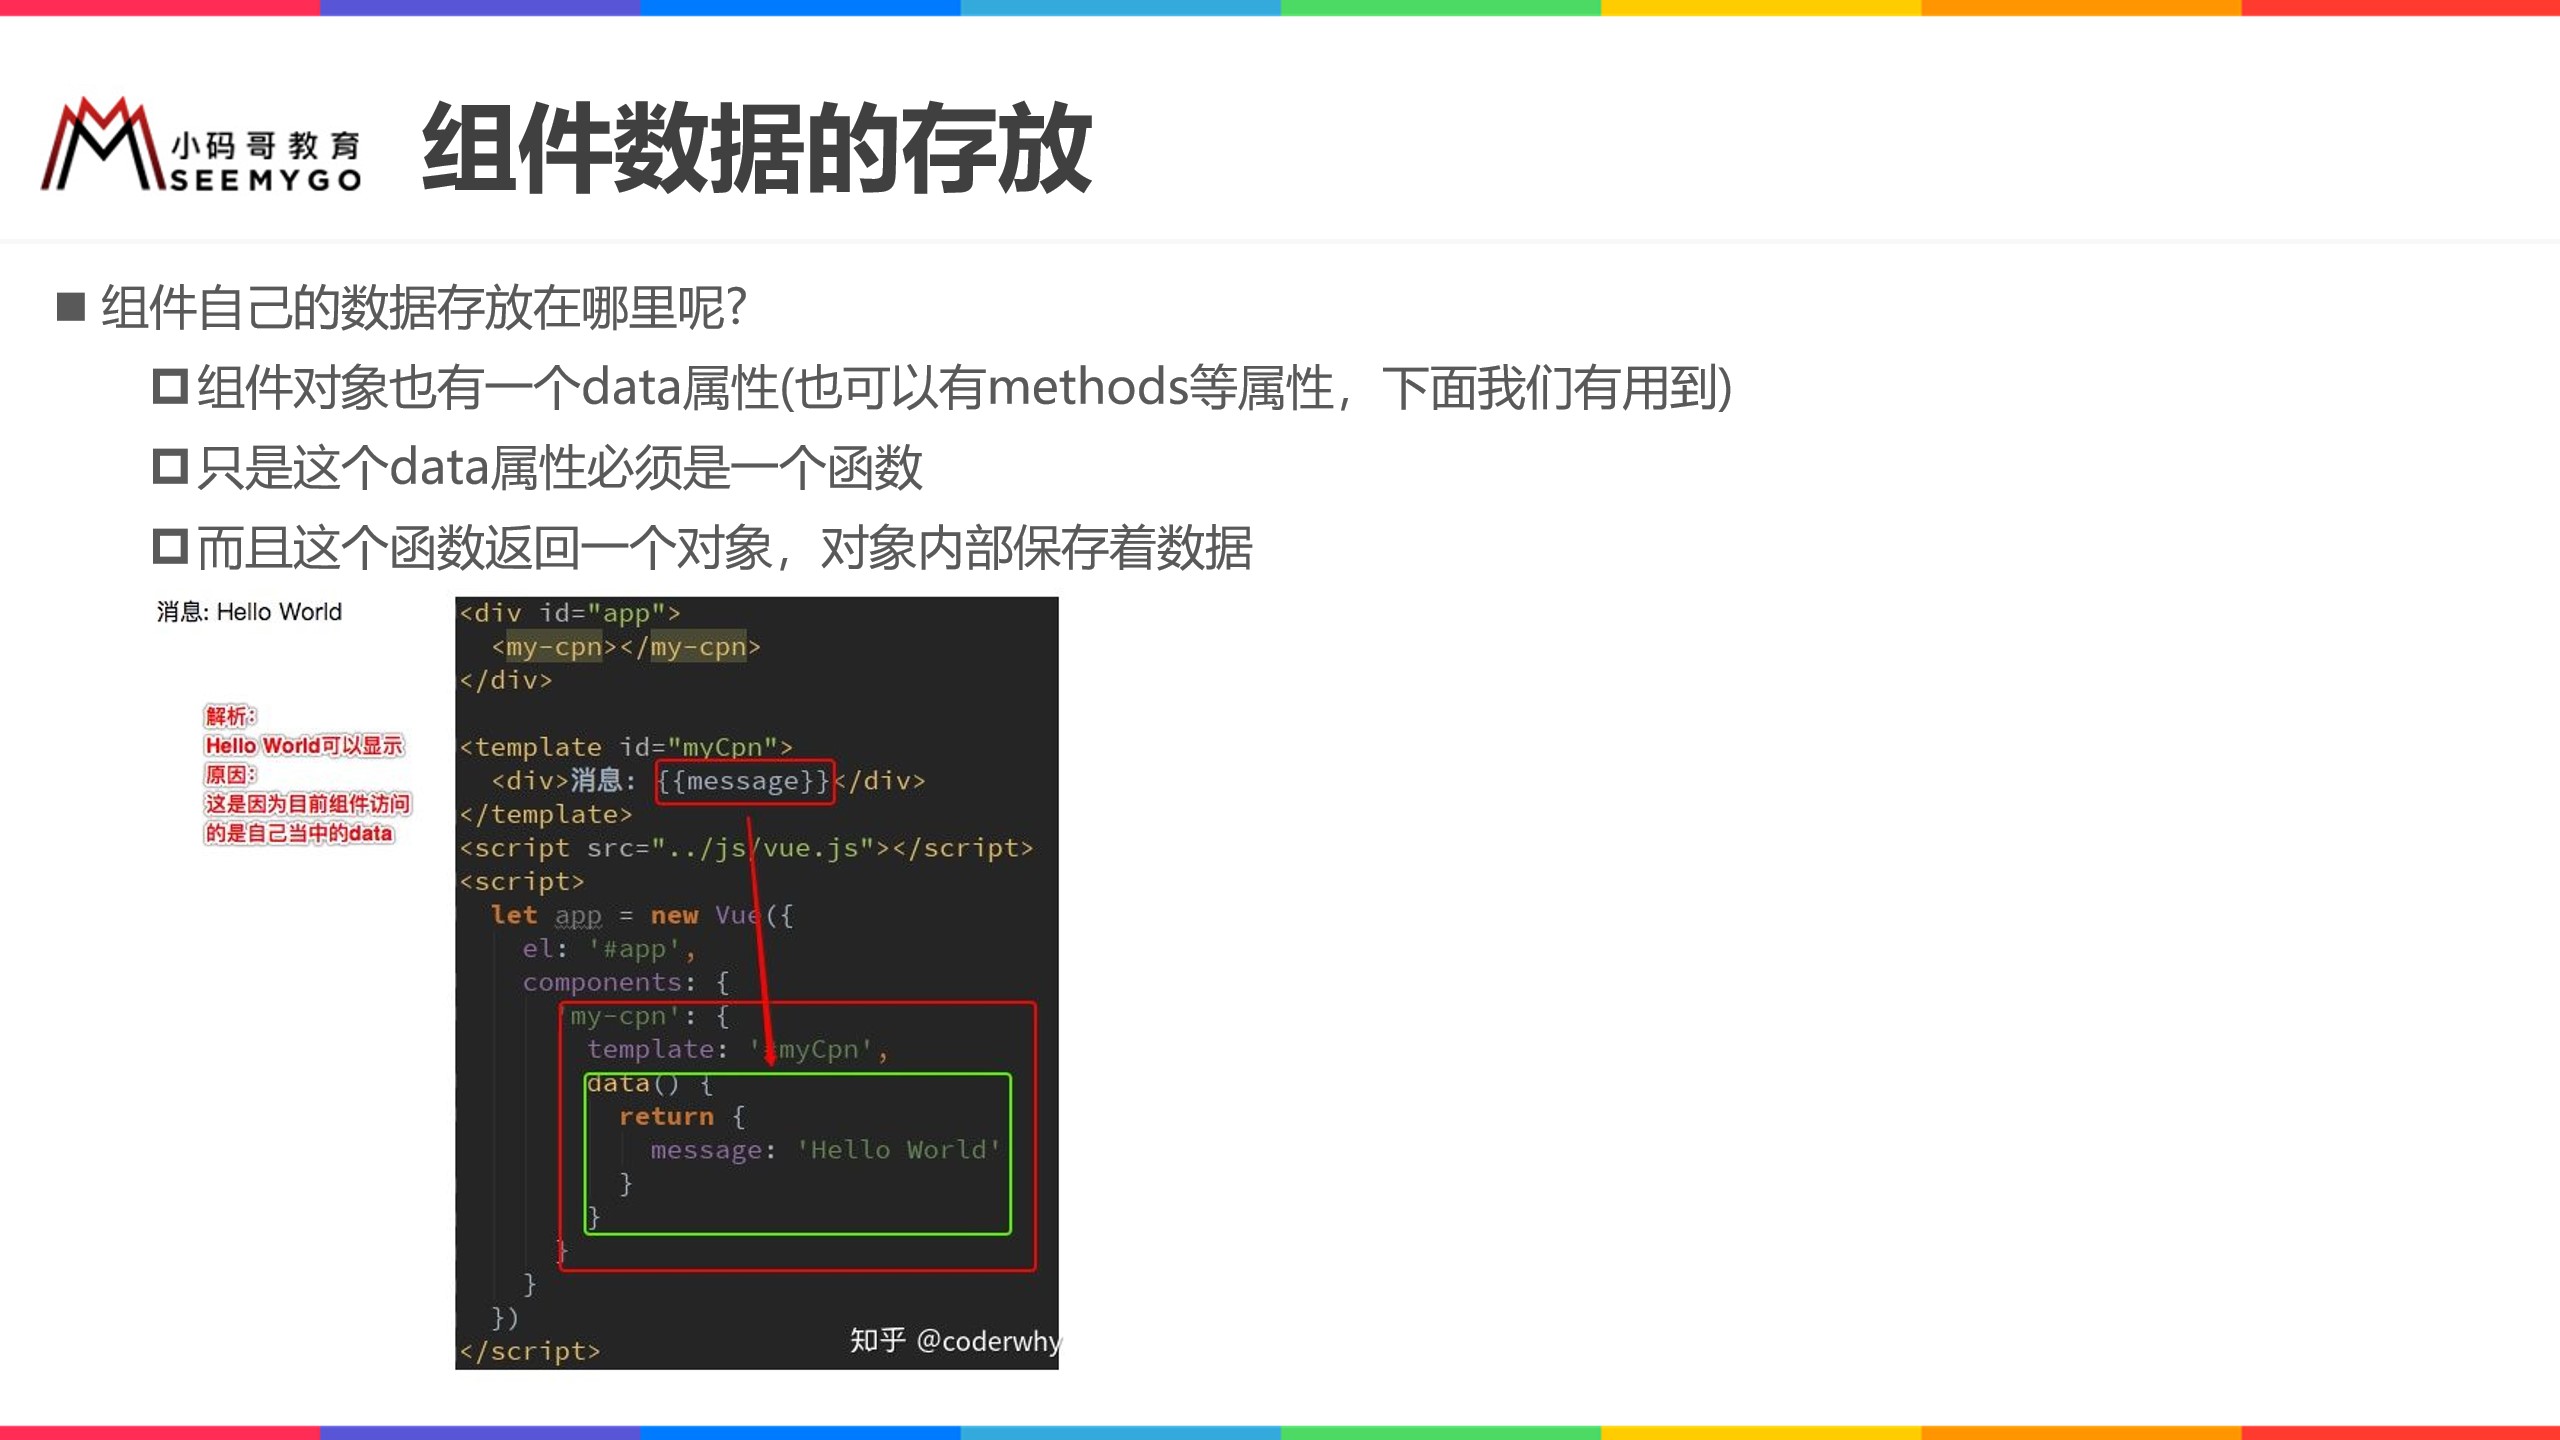 小码哥教育
SEEMYGO
组件数据的存放
组件自己的数据存放在哪里呢?
组件对象也有一个data属性(也可以有methods等属性，下面我们有用到)
只是这个data属性必须是一个函数
而且这个函数返回一个对象，对象内部保存着数据
消息: Hello World
解析：
Hello World可以显示
原因：
这是因为目前组件访问
的是自己当中的data
<div id="app">
  <my-cpn></my-cpn>
</div>
<template id="myCpn">
  <div>消息: {{message}}</div>
</template>
<script src="../js/vue.js"></script>
<script>
  let app = new Vue({
    el: '#app',
    components: {
      'my-cpn': {
        template: '#myCpn',
        data() {
          return {
            message: 'Hello World'
          }
        }
      }
    }
  })
</script>
知乎 @coderwhy